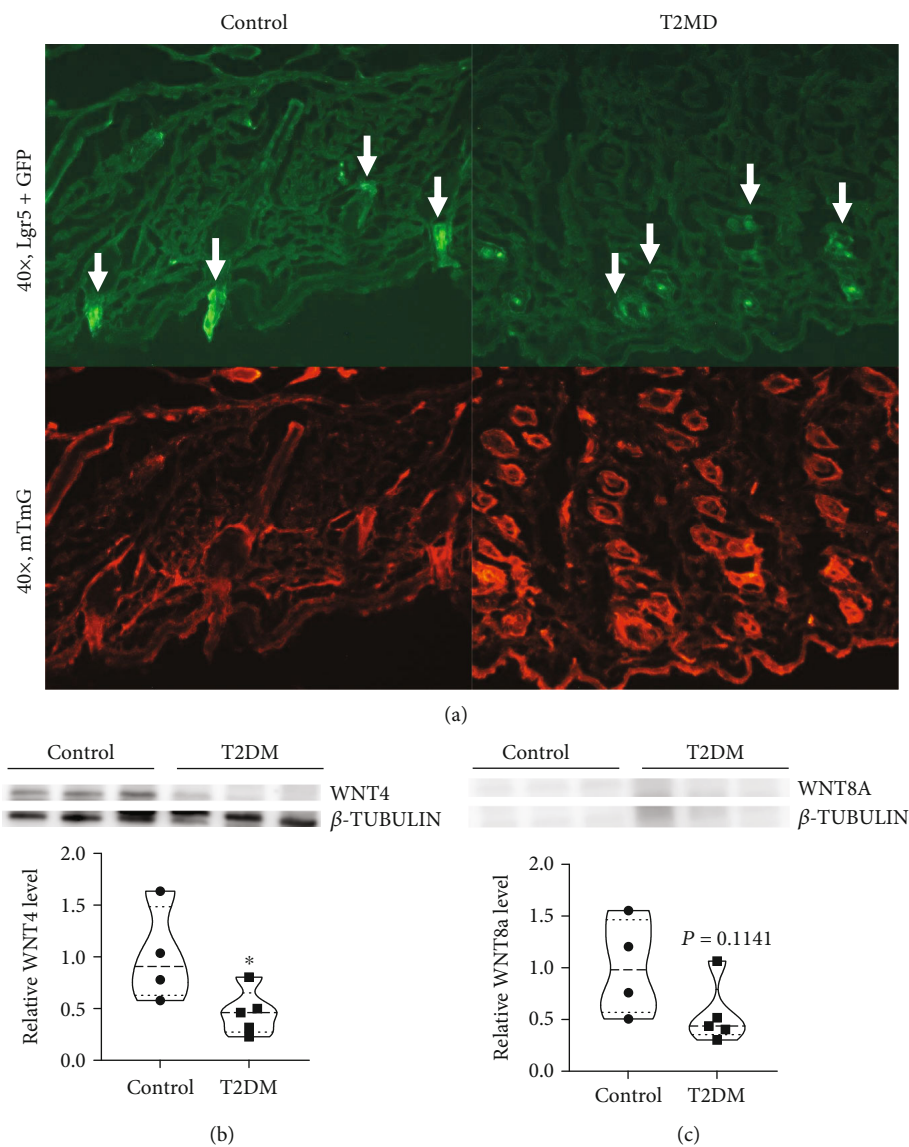 Control
T2MD
40×, Lgr5 + GFP
40×, mTmG
(a)
Control
T2DM
WNT4
β-TUBULIN
Relative WNT4 level
2.0
1.5
1.0
0.5
0.0
*
Control
T2DM
(b)
Control
T2DM
WNT8A
β-TUBULIN
Relative WNT8a level
2.0
1.5
1.0
0.5
0.0
P = 0.1141
Control
T2DM
(c)